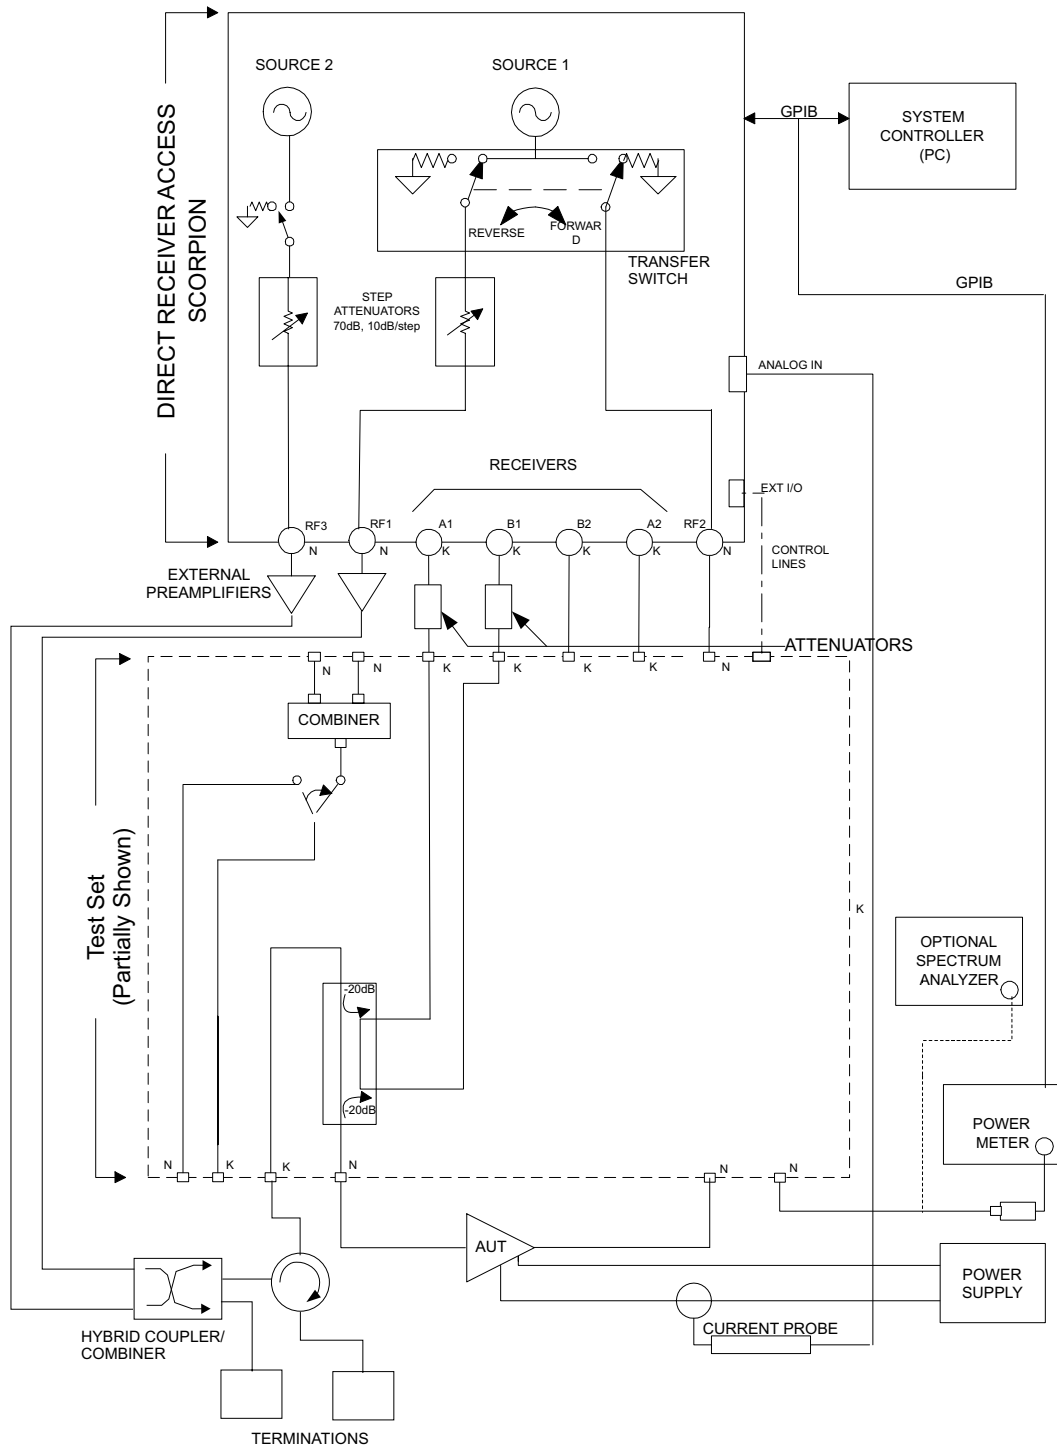 SOURCE 2
SOURCE 1
GPIB
SYSTEM
CONTROLLER
(PC)
DIRECT RECEIVER ACCESS
SCORPION
REVERSE
FORWAR
D
TRANSFER
SWITCH
GPIB
STEP
ATTENUATORS
70dB, 10dB/step
ANALOG IN
RECEIVERS
EXT I/O
RF3
N
RF1
N
A1
K
B1
K
B2
K
A2
K
RF2
N
CONTROL
LINES
EXTERNAL
PREAMPLIFIERS
ATTENUATORS
N
N
K
K
K
K
N
COMBINER
Test Set
(Partially Shown)
K
OPTIONAL
SPECTRUM
ANALYZER
-20dB
-20dB
POWER
METER
N
K
K
N
N
N
AUT
POWER
SUPPLY
CURRENT PROBE
HYBRID COUPLER/
COMBINER
TERMINATIONS